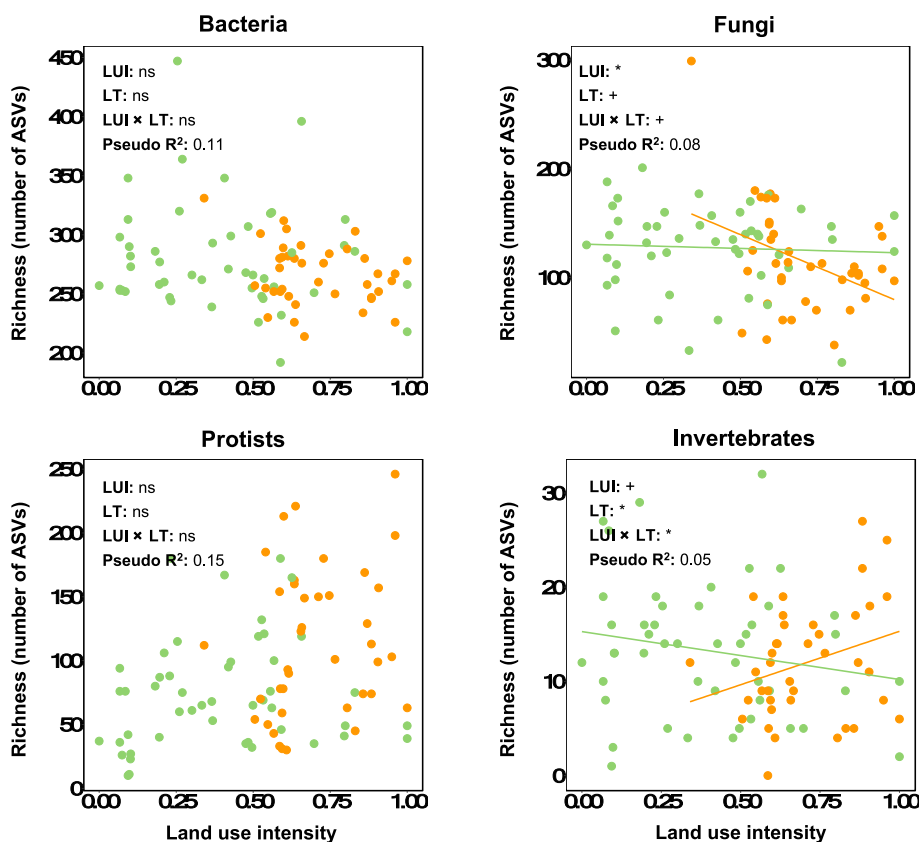 Bacteria
Richness (number of ASVs)
450
400
350
300
250
200
LUI: ns
LT: ns
LUI × LT: ns
Pseudo R²: 0.11
0.00 0.25 0.50 0.75 1.00
Fungi
Richness (number of ASVs)
300
200
100
LUI: *
LT: +
LUI × LT: +
Pseudo R²: 0.08
0.00 0.25 0.50 0.75 1.00
Protists
Richness (number of ASVs)
250
200
150
100
50
0
LUI: ns
LT: ns
LUI × LT: ns
Pseudo R²: 0.15
0.00 0.25 0.50 0.75 1.00
Land use intensity
Invertebrates
Richness (number of ASVs)
30
20
10
0
LUI: +
LT: *
LUI × LT: *
Pseudo R²: 0.05
0.00 0.25 0.50 0.75 1.00
Land use intensity